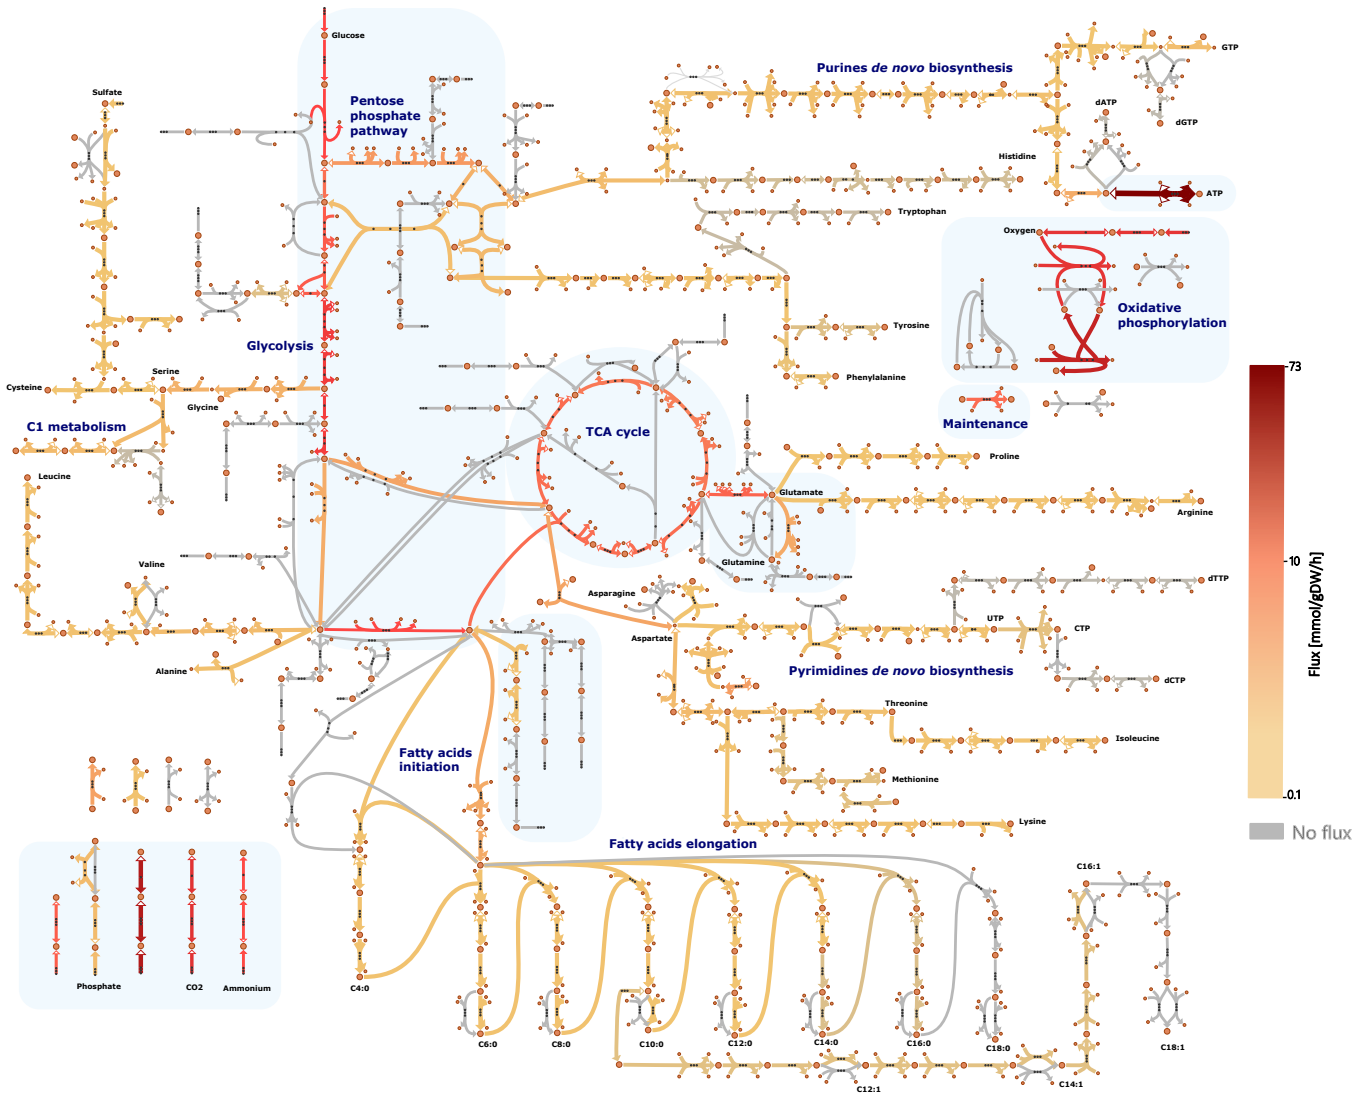 Glucose
Pentose
phosphate
pathway
Purines de novo biosynthesis
GTP
dGTP
dATP
Sulfate
Histidine
ATP
Tryptophan
Oxygen
Oxidative
phosphorylation
Glycolysis
Tyrosine
Phenylalanine
Serine
Cysteine
Glycine
C1 metabolism
TCA cycle
Maintenance
73
10
0.1
Flux [mmol/gDW/h]
No flux
Proline
Leucine
Glutamate
Arginine
Glutamine
Valine
Asparagine
dTTP
Aspartate
UTP
CTP
Alanine
Pyrimidines de novo biosynthesis
dCTP
Threonine
Isoleucine
Fatty acids
initiation
Methionine
Lysine
Fatty acids elongation
C16:1
Phosphate
CO2
Ammonium
C4:0
C6:0
C8:0
C10:0
C12:0
C14:0
C16:0
C18:0
C18:1
C12:1
C14:1